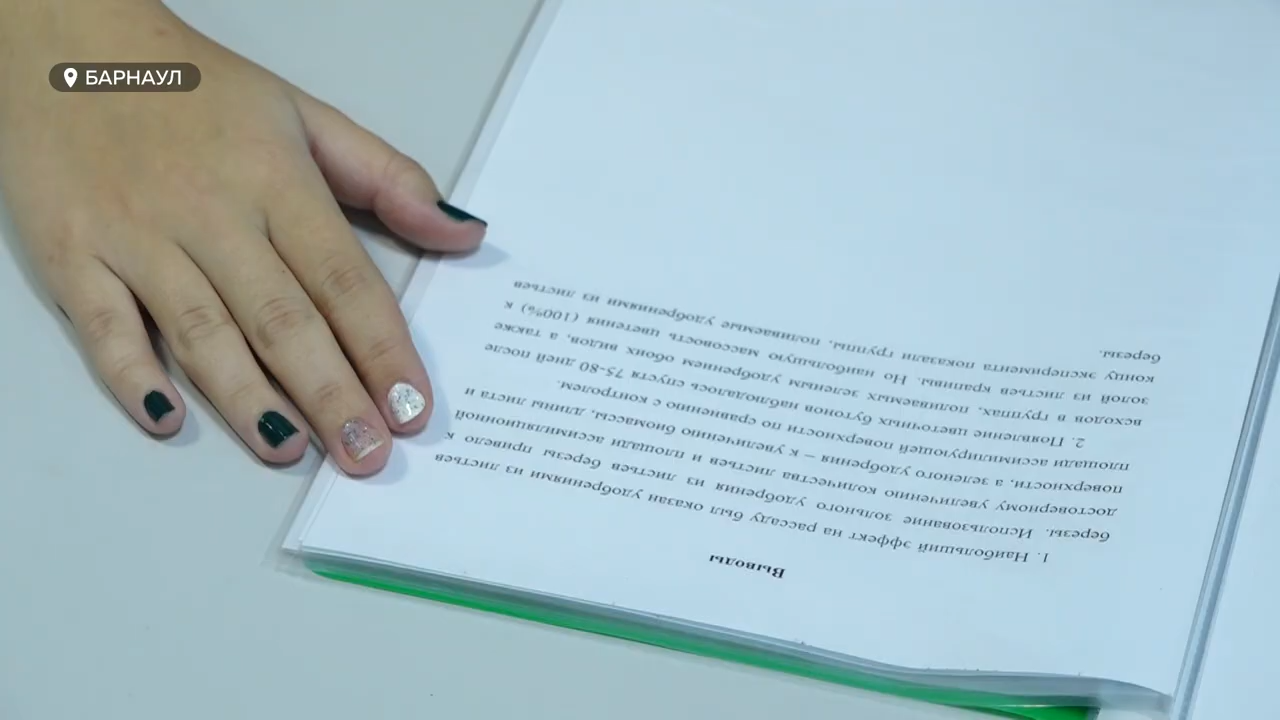 БАРНАУЛ
Выводы
1. Наибольший эффект на рассаду был оказан удобрениями из листьев
березы. Использование зольного удобрения из листьев березы привело к
достоверному увеличению количества листьев и площади ассимиляционной
поверхности, а зеленого удобрения – к увеличению биомассы, длины листа и
площади ассимилирующей поверхности по сравнению с контролем.
2. Появление цветочных бутонов наблюдалось спустя 75-80 дней после
всходов в группах, поливаемых зеленым удобрением обоих видов, а также
золой из листьев крапивы. Но наибольшую массовость цветения (100%) к
концу эксперимента показали группы, поливаемые удобрениями из листьев
березы.